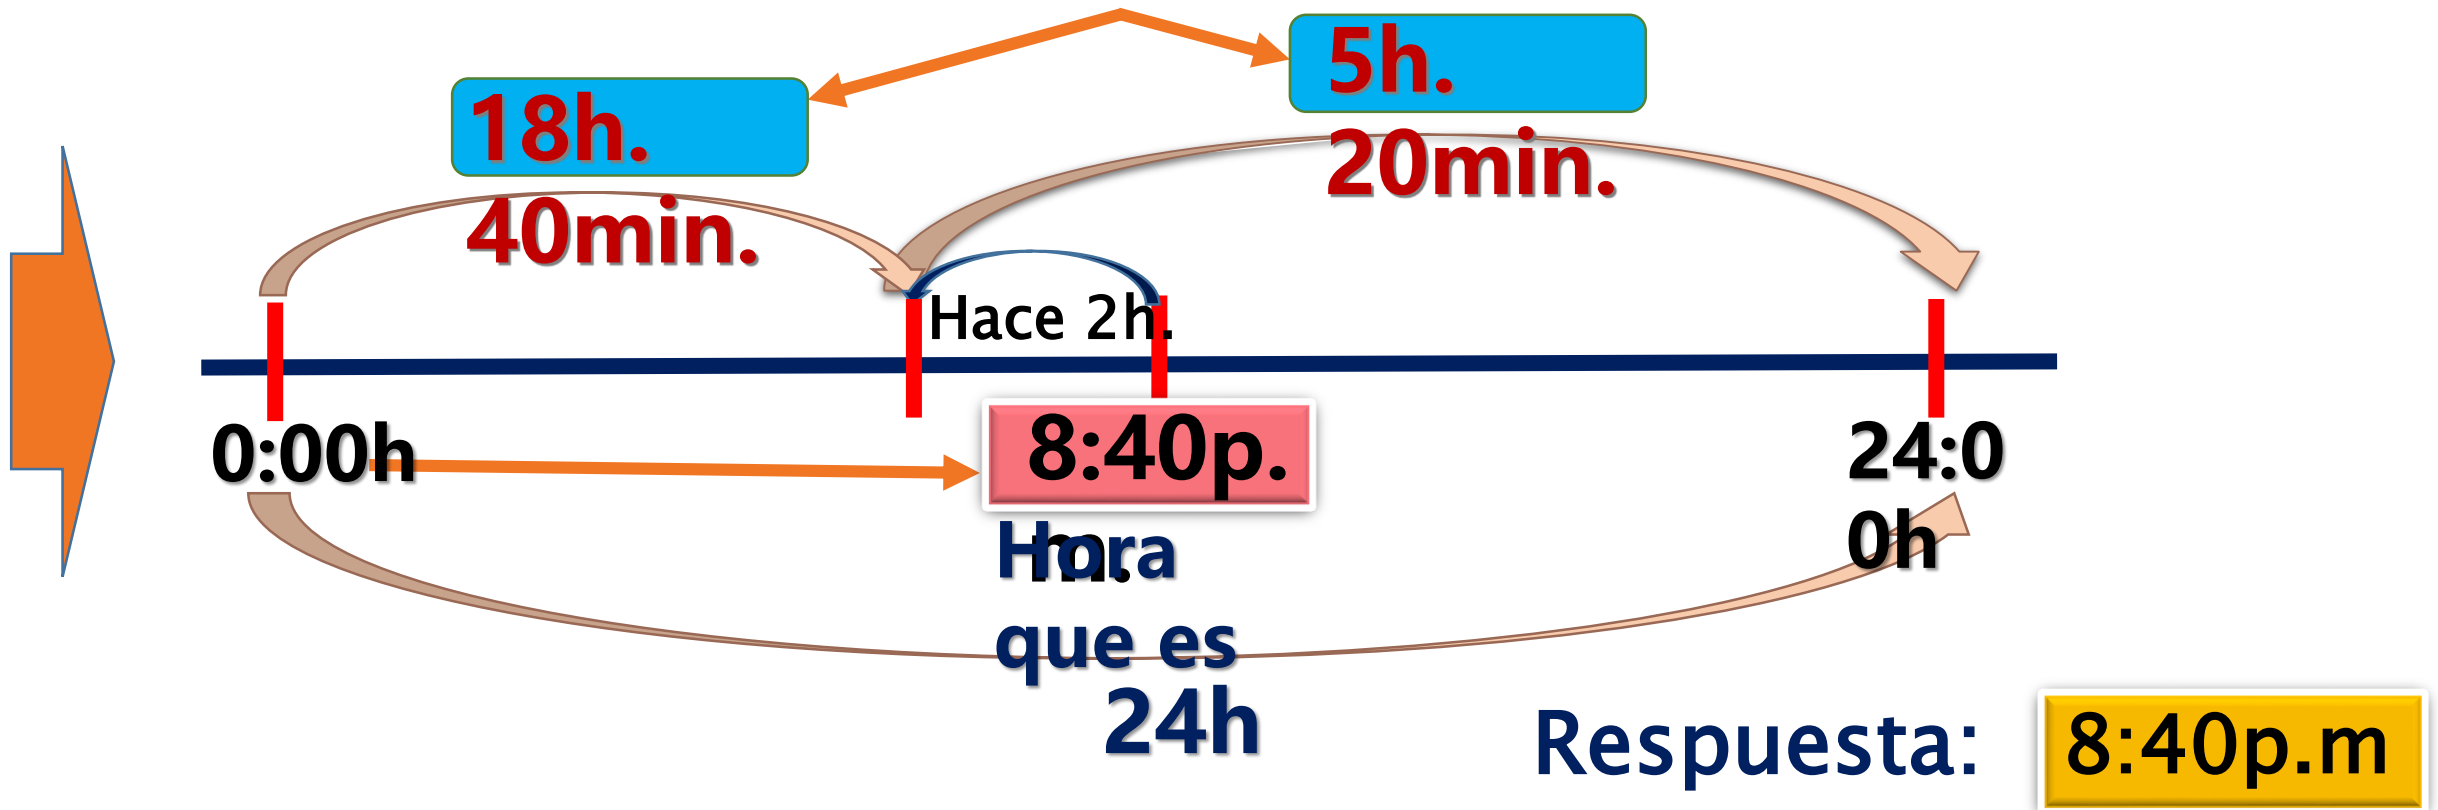 5h.
20min.
18h.
40min.
Hace 2h.
0:00h
8:40p.
m.
24:0
0h
Hora
que es
24h
Respuesta:
8:40p.m